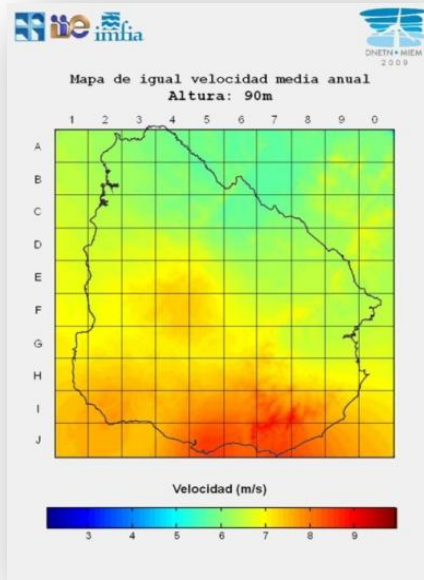 iie imfia
DNETN • MIEM
2009
Mapa de igual velocidad media anual
Altura: 90m
1 2 3 4 5 6 7 8 9 0
A
B
C
D
E
F
G
H
I
J
Velocidad (m/s)
3 4 5 6 7 8 9